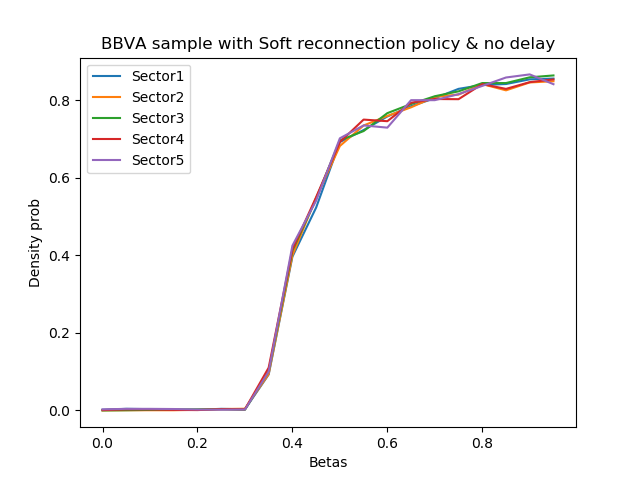 BBVA sample with Soft reconnection policy & no delay
Sector1
Sector2
Sector3
Sector4
Sector5
Density prob
0.8
0.6
0.4
0.2
0.0
0.0 0.2 0.4 0.6 0.8
Betas